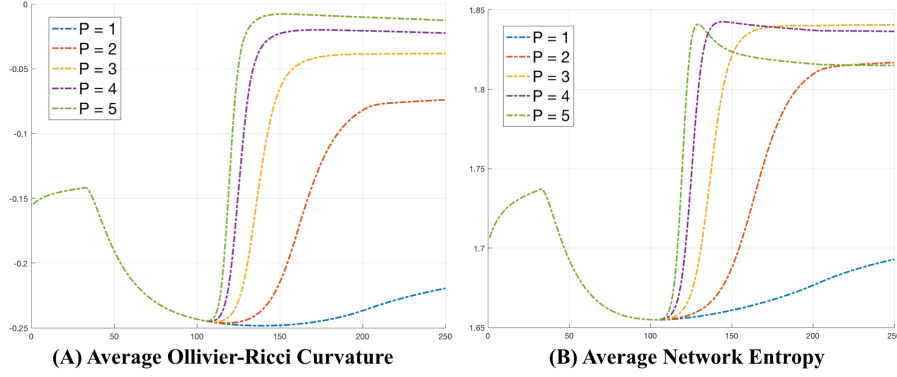 0
-0.05
-0.1
-0.15
-0.2
-0.25
0 50 100 150 200 250
P = 1
P = 2
P = 3
P = 4
P = 5
(A) Average Ollivier-Ricci Curvature
1.85
1.8
1.75
1.7
1.65
0 50 100 150 200 250
P = 1
P = 2
P = 3
P = 4
P = 5
(B) Average Network Entropy